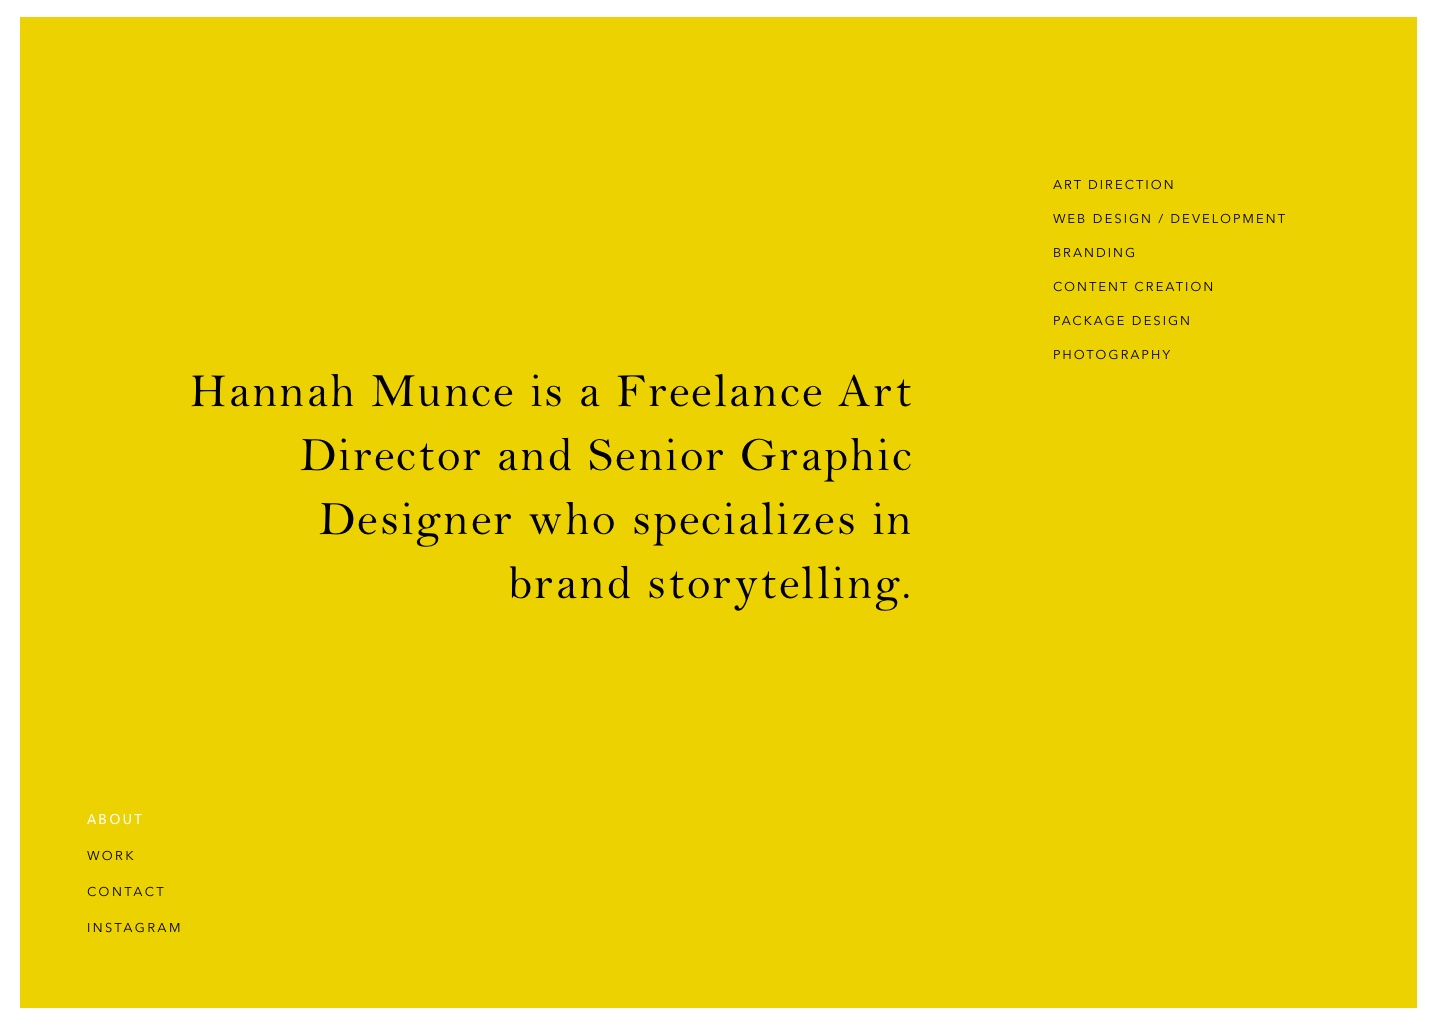 ART DIRECTION
WEB DESIGN / DEVELOPMENT
BRANDING
CONTENT CREATION
PACKAGE DESIGN
PHOTOGRAPHY
Hannah Munce is a Freelance Art
Director and Senior Graphic
Designer who specializes in
brand storytelling.
ABOUT
WORK
CONTACT
INSTAGRAM